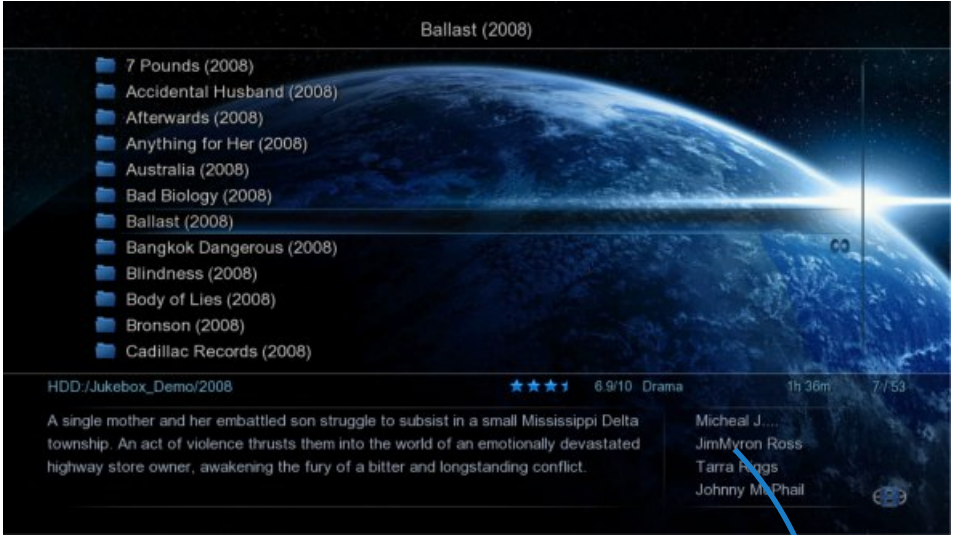 Ballast (2008)
7 Pounds (2008)
Accidental Husband (2008)
Afterwards (2008)
Anything for Her (2008)
Australia (2008)
Bad Biology (2008)
Ballast (2008)
Bangkok Dangerous (2008)
Blindness (2008)
Body of Lies (2008)
Bronson (2008)
Cadillac Records (2008)
HDD:/Jukebox_Demo/2008 6.9/10 Drama 1h 36m 7 / 53
A single mother and her embattled son struggle to subsist in a small Mississippi Delta
township. An act of violence thrusts them into the world of an emotionally devastated
highway store owner, awakening the fury of a bitter and longstanding conflict.
Micheal J....
JimMyron Ross
Tarra Riggs
Johnny McPhail